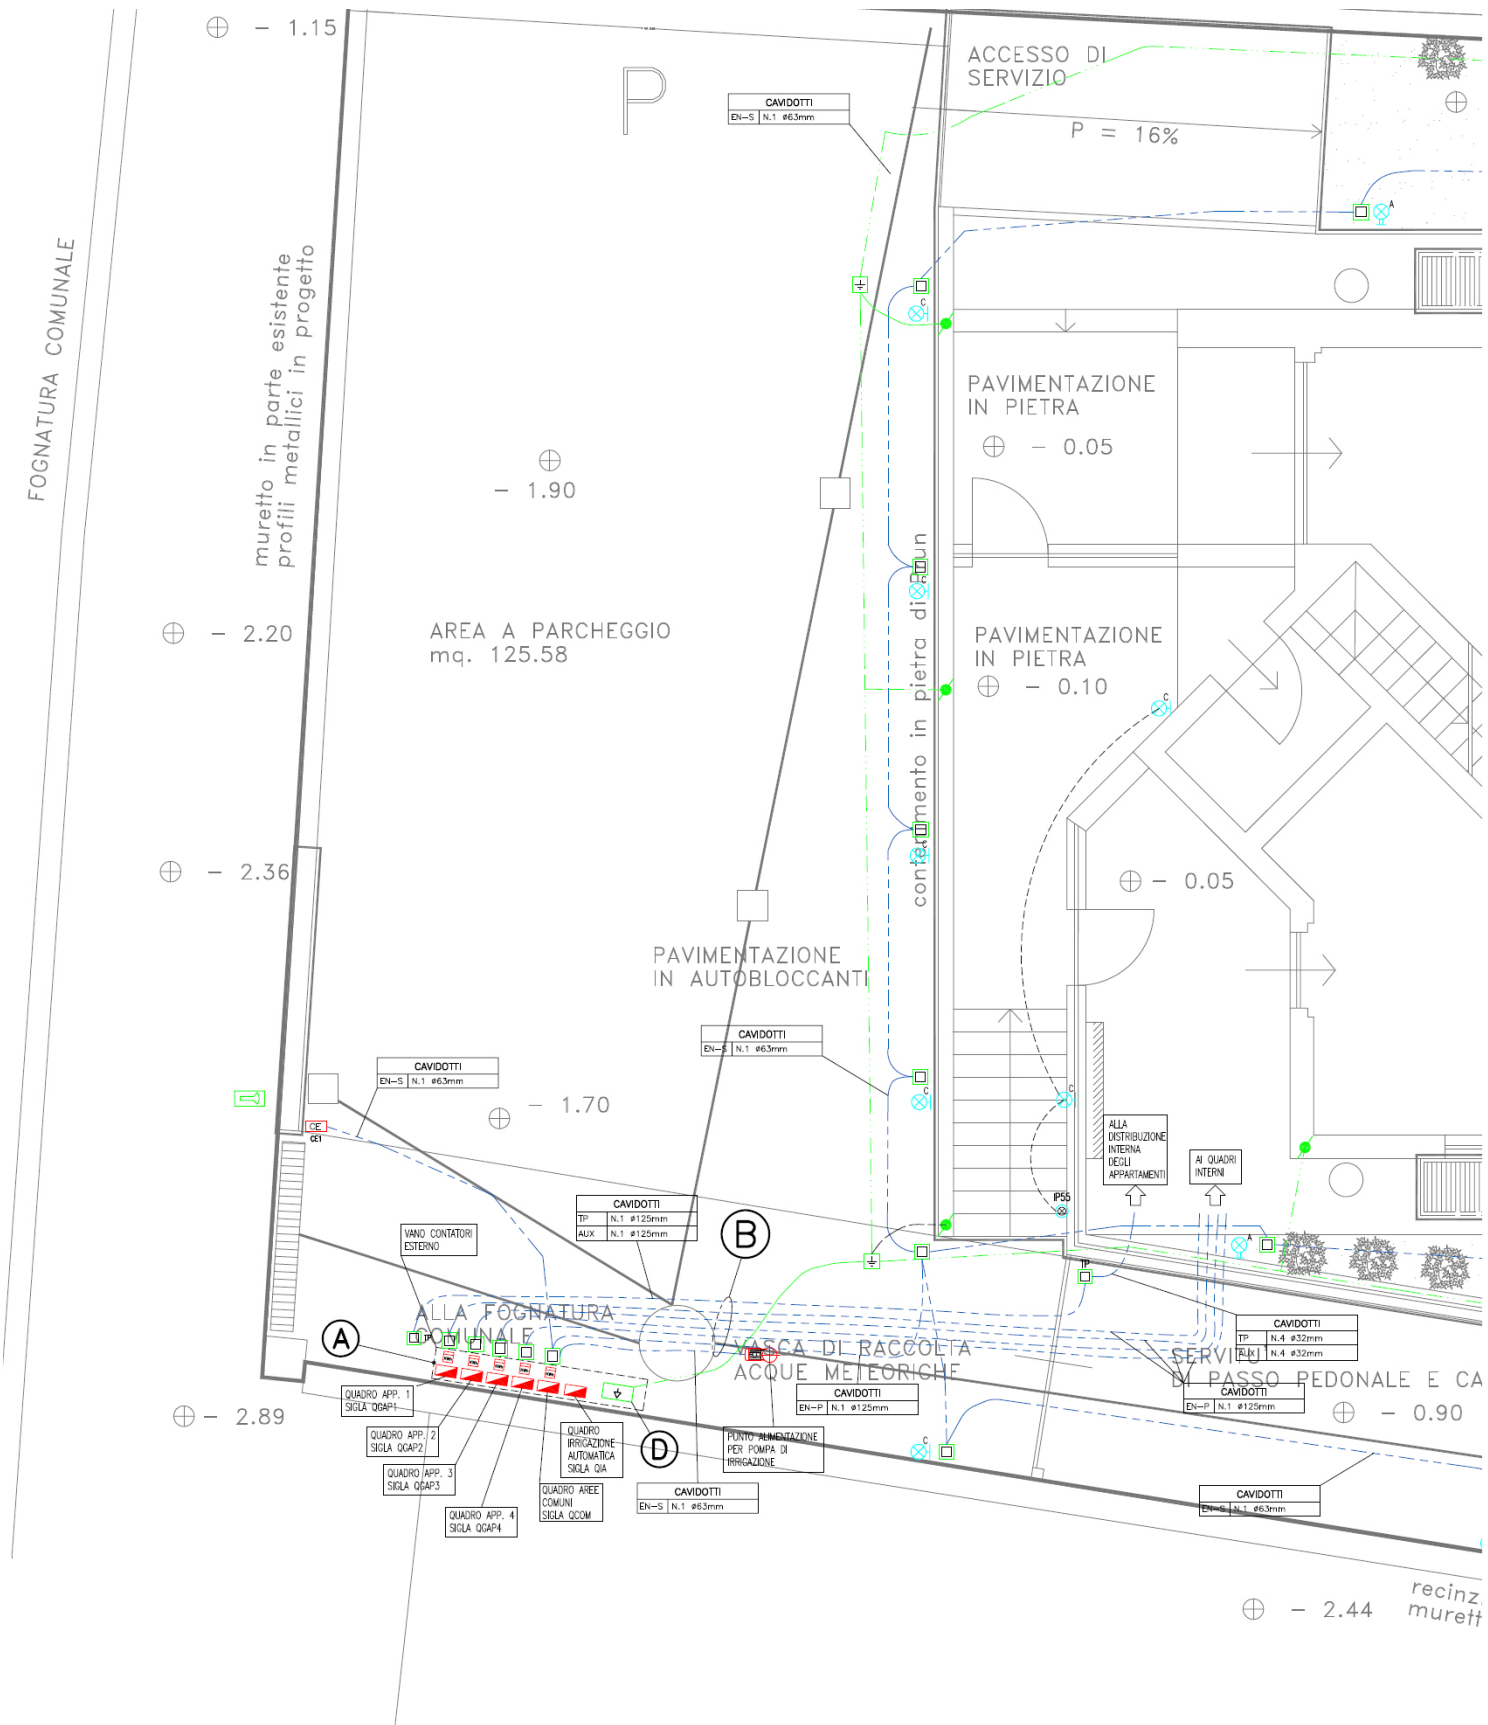 - 1.15
P
ACCESSO DI
SERVIZIO
CAVIDOTTI
EN-S N.1 ø63mm
P = 16%
A
FOGNATURA COMUNALE
muretto in parte esistente
profili metallici in progetto
C
PAVIMENTAZIONE
IN PIETRA
- 0.05
- 1.90
contenimento in pietra di
un
C
- 2.20
AREA A PARCHEGGIO
mq. 125.58
PAVIMENTAZIONE
IN PIETRA
- 0.10
C
C
- 2.36
- 0.05
PAVIMENTAZIONE
IN AUTOBLOCCANTI
CAVIDOTTI
EN-S N.1 ø63mm
CAVIDOTTI
EN-S N.1 ø63mm
- 1.70
C
C
CE
CE1
ALLA
DISTRIBUZIONE
INTERNA
DEGLI
APPARTAMENTI
AI QUADRI
INTERNI
IP55
CAVIDOTTI
TP N.1 ø125mm
AUX N.1 ø125mm
B
VANO CONTATORI
ESTERNO
A
TP
ALLA FOGNATURA
COMUNALE
A
TP
CAVIDOTTI
TP N.4 ø32mm
AUX N.4 ø32mm
VASCA DI RACCOLTA
ACQUE METEORICHE
SERVITU'
DI PASSO PEDONALE E CA
CAVIDOTTI
EN-P N.1 ø125mm
CAVIDOTTI
EN-P N.1 ø125mm
- 2.89
- 0.90
QUADRO APP. 1
SIGLA QGAP1
QUADRO APP. 2
SIGLA QGAP2
QUADRO APP. 3
SIGLA QGAP3
QUADRO APP. 4
SIGLA QGAP4
QUADRO AREE
COMUNI
SIGLA QCOM
QUADRO
IRRIGAZIONE
AUTOMATICA
SIGLA QIA
D
PUNTO ALIMENTAZIONE
PER POMPA DI
IRRIGAZIONE
C
CAVIDOTTI
EN-S N.1 ø63mm
CAVIDOTTI
EN-S N.1 ø63mm
- 2.44
recinz.
murett